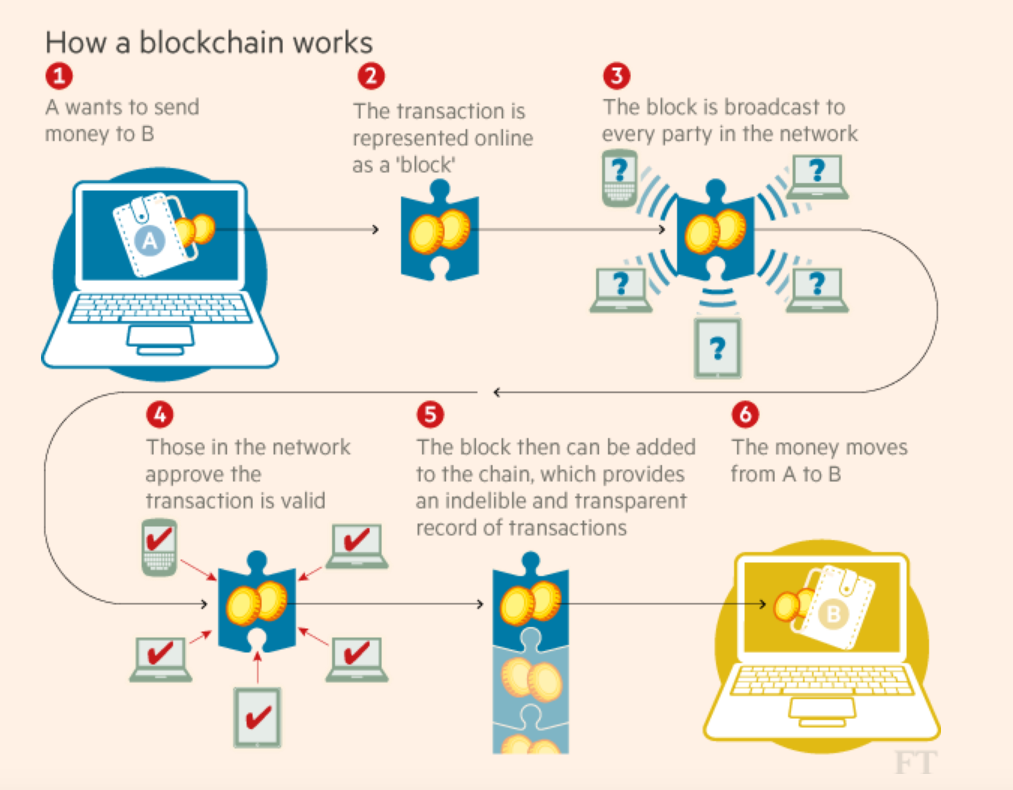 How a blockchain works
1
A wants to send
money to B
2
The transaction is
represented online
as a 'block'
3
The block is broadcast to
every party in the network
A
?
?
?
?
?
4
Those in the network
approve the
transaction is valid
5
The block then can be added
to the chain, which provides
an indelible and transparent
record of transactions
6
The money moves
from A to B
B
FT